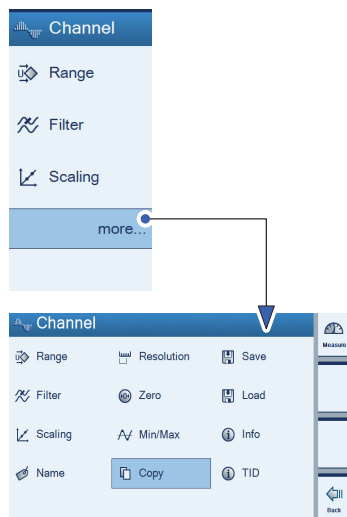 Channel
Range
Filter
Scaling
more...
Channel
Range Resolution Save
Measure
Filter Zero Load
Scaling Min/Max Info
Name Copy TID
Back